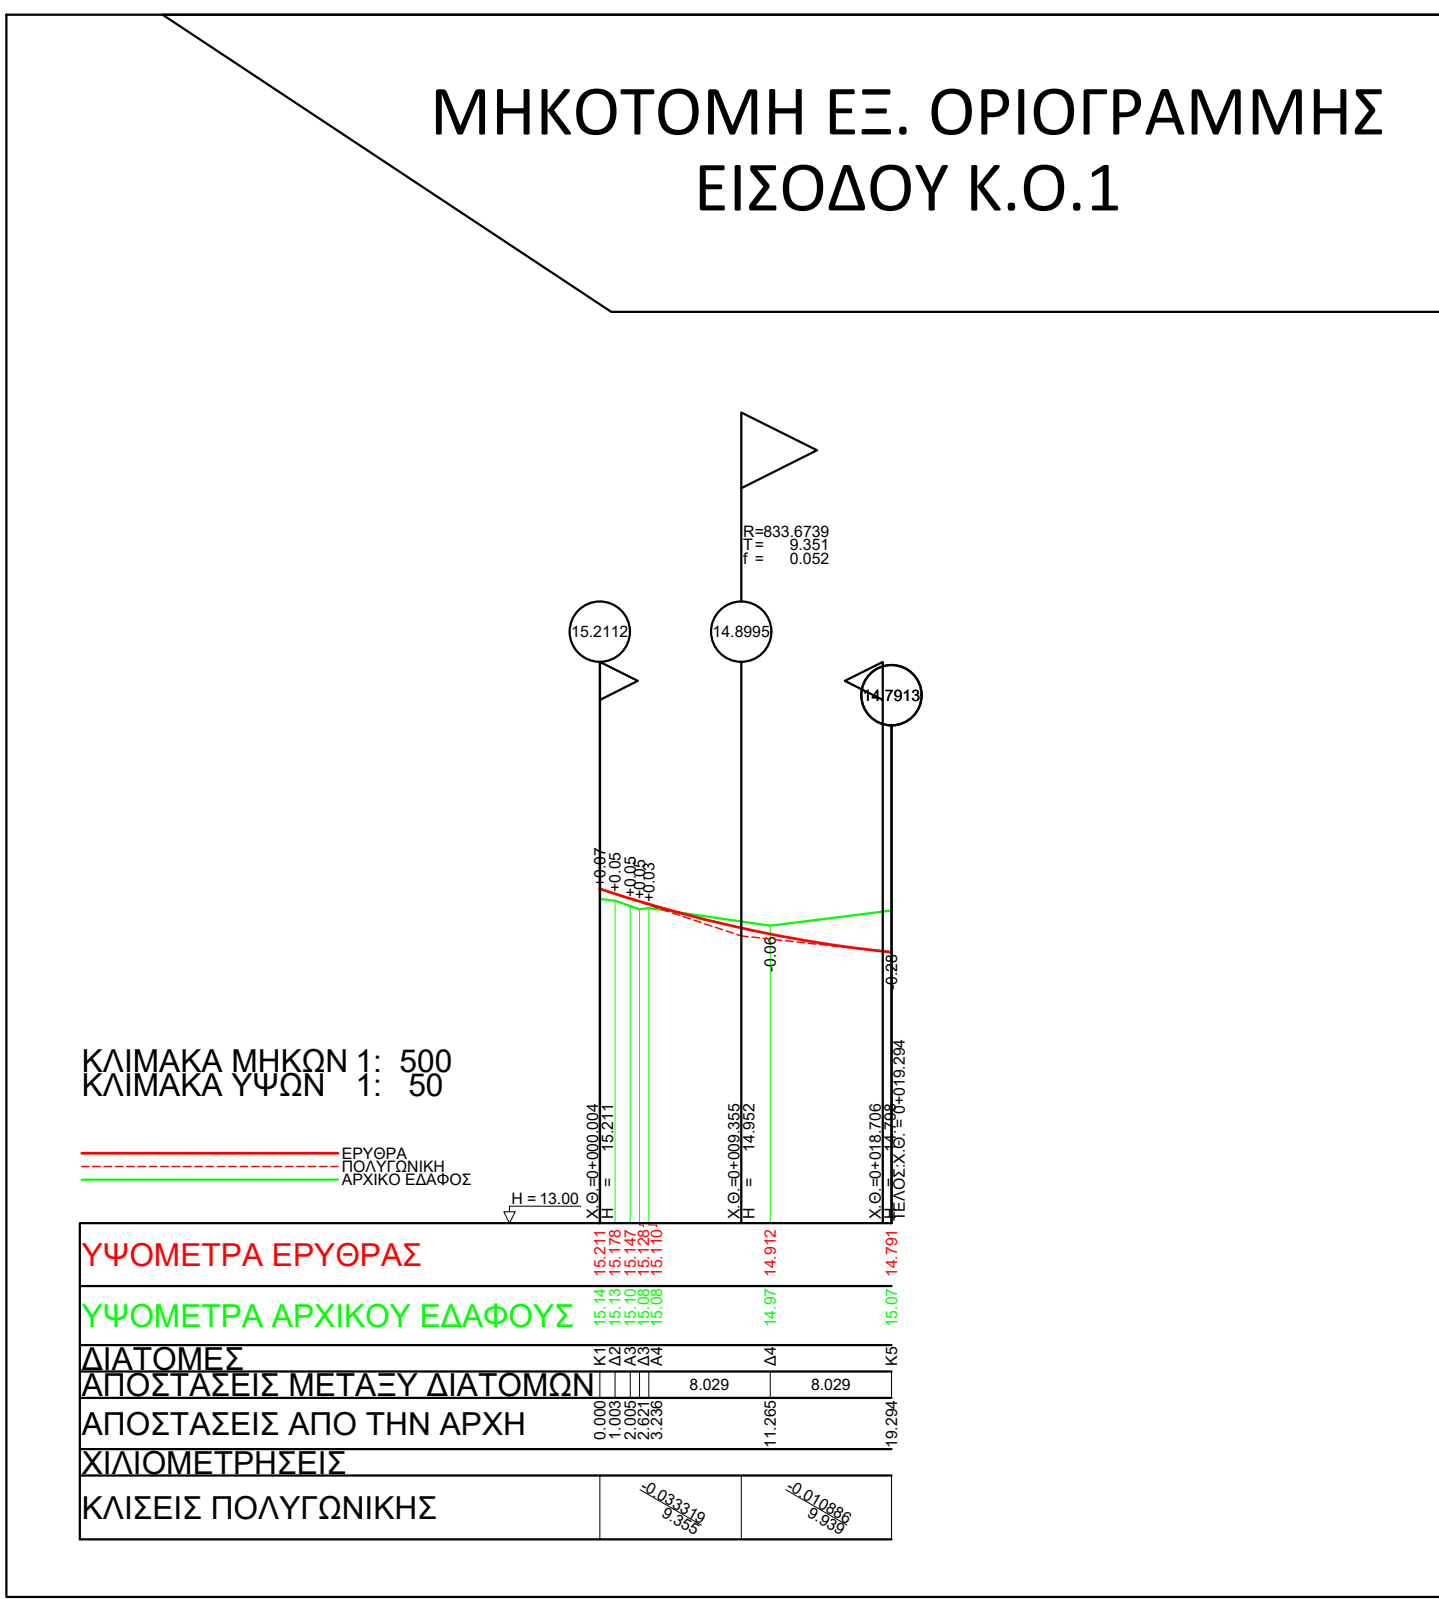 ΜΗΚΟΤΟΜΗ ΕΞ. ΟΡΙΟΓΡΑΜΜΗΣ
ΕΙΣΟΔΟΥ Κ.Ο.1
R=833.6739
T= 9.351
f = 0.052
15.2112
14.8995
14.7913
+0.07
+0.05
+0.05
+0.05
+0.03
-0.06
-0.28
ΚΛΙΜΑΚΑ ΜΗΚΩΝ 1: 500
ΚΛΙΜΑΚΑ ΥΨΩΝ 1: 50
ΕΡΥΘΡΑ
ΠΟΛΥΓΩΝΙΚΗ
ΑΡΧΙΚΟ ΕΔΑΦΟΣ
H = 13.00
Χ.Θ.=0+000.004
H = 15.211
Χ.Θ.=0+009.355
H = 14.952
Χ.Θ.=0+018.706
H = 14.798
ΤΕΛΟΣ:Χ.Θ. = 0+019.294
ΥΨΟΜΕΤΡΑ ΕΡΥΘΡΑΣ 15.211 15.178 15.147 15.128 15.110 14.912 14.791
ΥΨΟΜΕΤΡΑ ΑΡΧΙΚΟΥ ΕΔΑΦΟΥΣ 15.14 15.13 15.10 15.08 15.08 14.97 15.07
ΔΙΑΤΟΜΕΣ Κ1 Δ2 Α3 Δ3 Α4 Δ4 Κ5
ΑΠΟΣΤΑΣΕΙΣ ΜΕΤΑΞΥ ΔΙΑΤΟΜΩΝ 8.029 8.029
ΑΠΟΣΤΑΣΕΙΣ ΑΠΟ ΤΗΝ ΑΡΧΗ 0.000 1.003 2.005 2.621 3.236 11.265 19.294
ΧΙΛΙΟΜΕΤΡΗΣΕΙΣ
ΚΛΙΣΕΙΣ ΠΟΛΥΓΩΝΙΚΗΣ
-0.033319
9.355
-0.010886
9.939